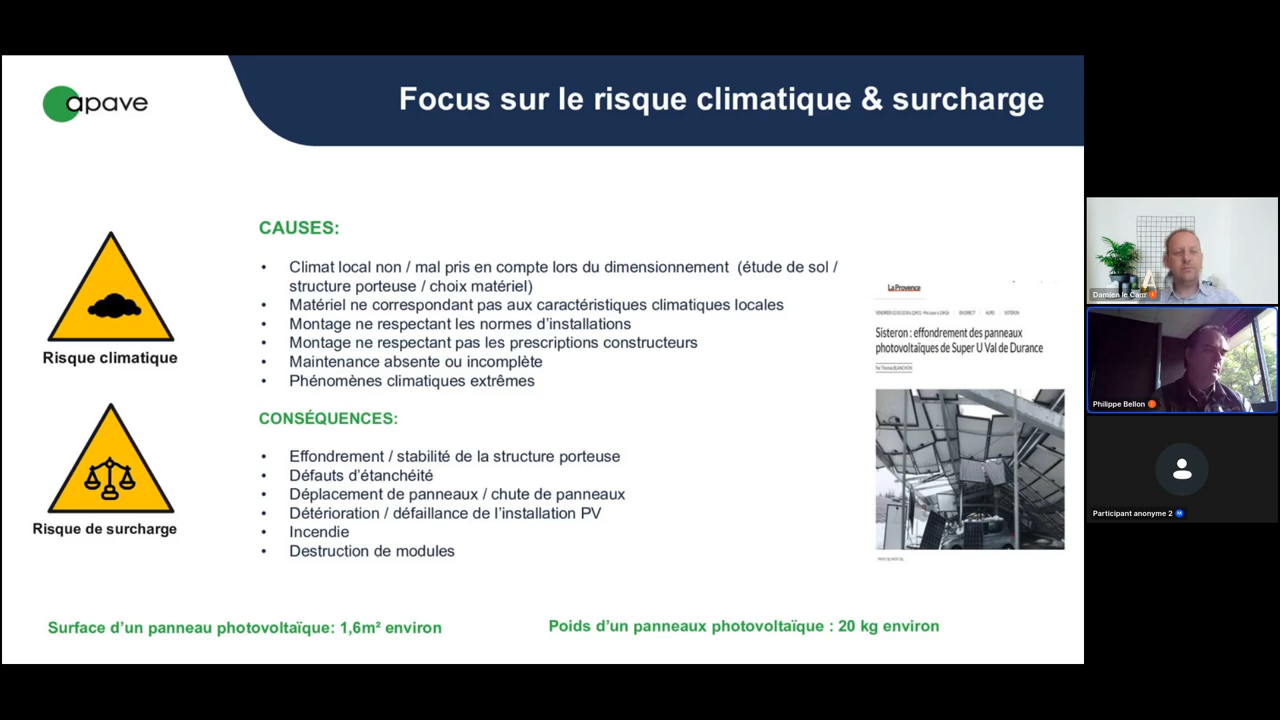 apave
Focus sur le risque climatique & surcharge
CAUSES:
• Climat local non / mal pris en compte lors du dimensionnement (étude de sol /
structure porteuse / choix matériel)
• Matériel ne correspondant pas aux caractéristiques climatiques locales
• Montage ne respectant les normes d’installations
• Montage ne respectant pas les prescriptions constructeurs
• Maintenance absente ou incomplète
• Phénomènes climatiques extrêmes
Risque climatique
CONSÉQUENCES:
• Effondrement / stabilité de la structure porteuse
• Défauts d’étanchéité
• Déplacement de panneaux / chute de panneaux
• Détérioration / défaillance de l’installation PV
• Incendie
• Destruction de modules
Risque de surcharge
La Provence
Sisteron : effondrement des panneaux
photovoltaïques de Super U Val de Durance
Par Thomas BLANCHON
Surface d’un panneau photovoltaïque: 1,6m² environ
Poids d’un panneaux photovoltaïque : 20 kg environ
Damien le Cam
Philippe Bellon
Participant anonyme 2